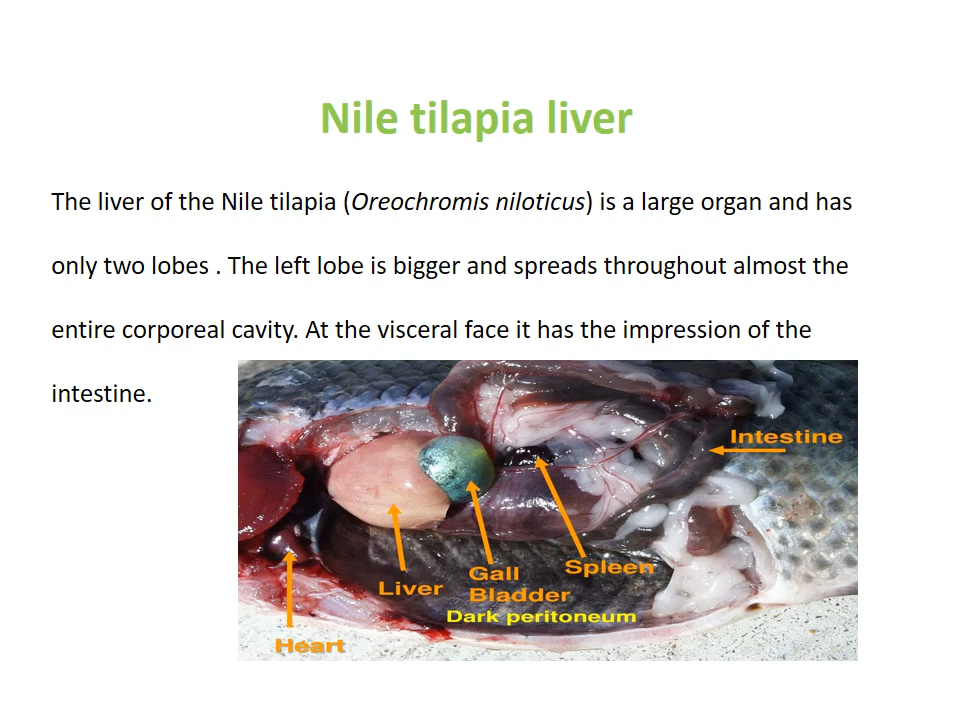 Nile tilapia liver
The liver of the Nile tilapia (Oreochromis niloticus) is a large organ and has
only two lobes . The left lobe is bigger and spreads throughout almost the
entire corporeal cavity. At the visceral face it has the impression of the
intestine.
Intestine
Spleen
Gall
Bladder
Liver
Dark peritoneum
Heart